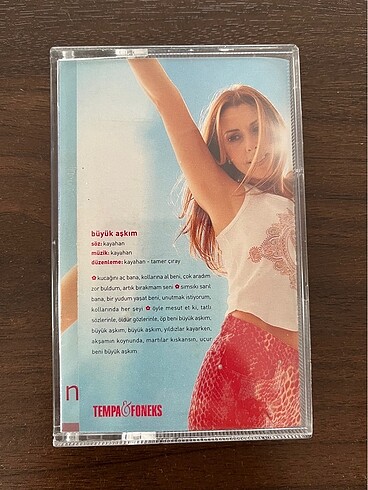 büyük aşkım
söz: kayahan
müzik: kayahan
düzenleme: kayahan - tamer çıray
kucağını aç bana, kollarına al beni, çok aradım
zor buldum, artık bırakmam seni ✿ sımsıkı sarıl
bana, bir yudum yaşat beni, unutmak istiyorum,
kollarında her şeyi ✿ öyle mesut et ki, tatlı
sözlerinle, öldür gözlerinle, öp beni büyük aşkım,
büyük aşkım, büyük aşkım, yıldızlar kayarken,
akşamın koynunda, martılar kıskansın, uçur
beni büyük aşkım.
n
TEMPA&FONEKS